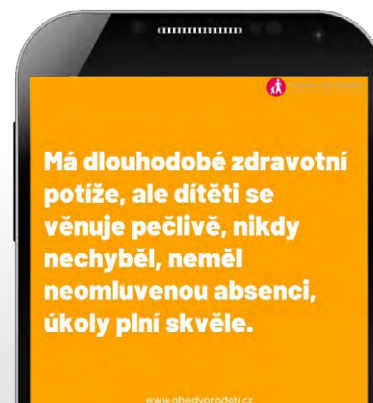 Má dlouhodobé zdravotní
potíže, ale dítěti se
věnuje pečlivě, nikdy
nechyběl, neměl
neomluvenou absenci,
úkoly plní skvěle.
www.obedyprodeti.cz